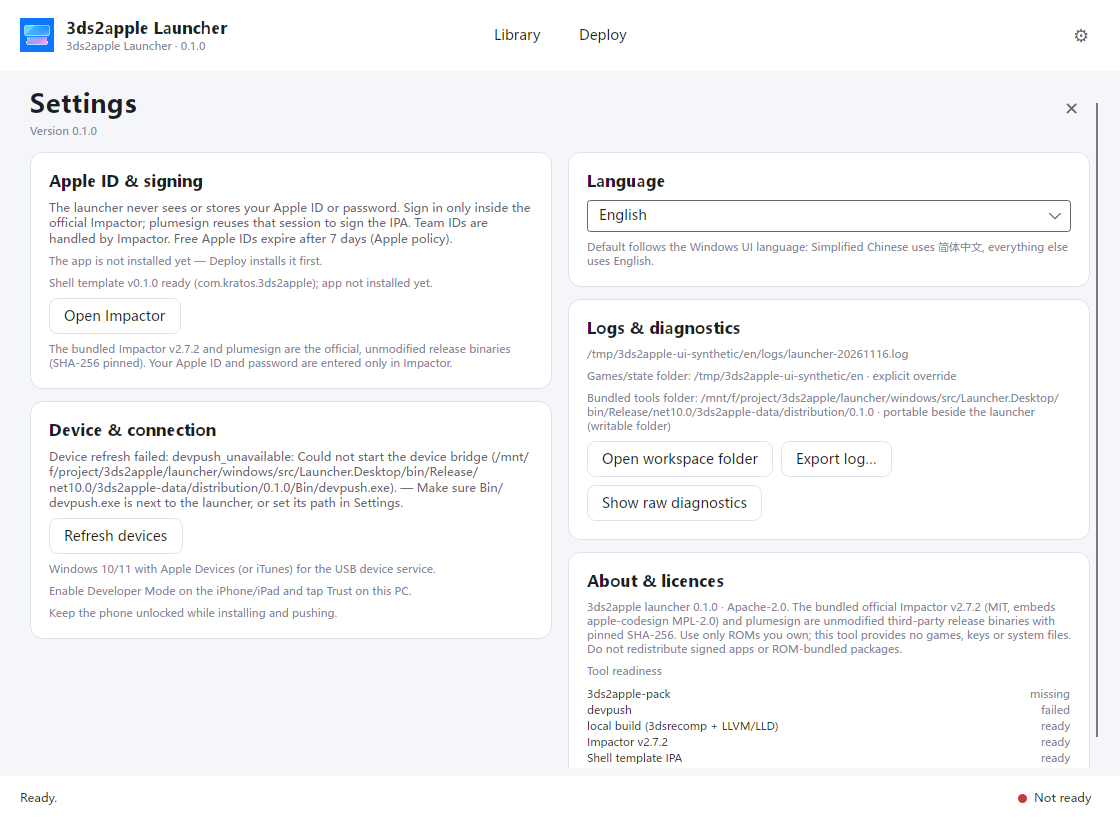 3ds2apple Launcher
3ds2apple Launcher · 0.1.0
Library
Deploy
Settings
Version 0.1.0
Apple ID & signing
The launcher never sees or stores your Apple ID or password. Sign in only inside the
official Impactor; plumesign reuses that session to sign the IPA. Team IDs are
handled by Impactor. Free Apple IDs expire after 7 days (Apple policy).
The app is not installed yet — Deploy installs it first.
Shell template v0.1.0 ready (com.kratos.3ds2apple); app not installed yet.
Open Impactor
The bundled Impactor v2.7.2 and plumesign are the official, unmodified release binaries
(SHA-256 pinned). Your Apple ID and password are entered only in Impactor.
Device & connection
Device refresh failed: devpush_unavailable: Could not start the device bridge (/mnt/
f/project/3ds2apple/launcher/windows/src/Launcher.Desktop/bin/Release/
net10.0/3ds2apple-data/distribution/0.1.0/Bin/devpush.exe). — Make sure Bin/
devpush.exe is next to the launcher, or set its path in Settings.
Refresh devices
Windows 10/11 with Apple Devices (or iTunes) for the USB device service.
Enable Developer Mode on the iPhone/iPad and tap Trust on this PC.
Keep the phone unlocked while installing and pushing.
Language
English
Default follows the Windows UI language: Simplified Chinese uses 简体中文, everything else
uses English.
Logs & diagnostics
/tmp/3ds2apple-ui-synthetic/en/logs/launcher-20261116.log
Games/state folder: /tmp/3ds2apple-ui-synthetic/en · explicit override
Bundled tools folder: /mnt/f/project/3ds2apple/launcher/windows/src/Launcher.Desktop/
bin/Release/net10.0/3ds2apple-data/distribution/0.1.0 · portable beside the launcher
(writable folder)
Open workspace folder
Export log...
Show raw diagnostics
About & licences
3ds2apple launcher 0.1.0 · Apache-2.0. The bundled official Impactor v2.7.2 (MIT, embeds
apple-codesign MPL-2.0) and plumesign are unmodified third-party release binaries with
pinned SHA-256. Use only ROMs you own; this tool provides no games, keys or system files.
Do not redistribute signed apps or ROM-bundled packages.
Tool readiness
3ds2apple-pack missing
devpush failed
local build (3dsrecomp + LLVM/LLD) ready
Impactor v2.7.2 ready
Shell template IPA ready
Ready.
Not ready